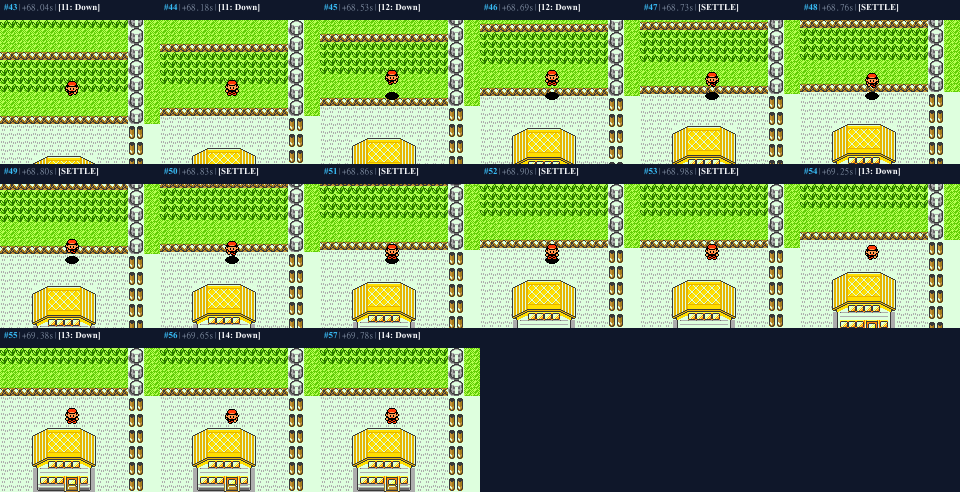 #43|+68.04s|[11: Down]
#44|+68.18s|[11: Down]
#45|+68.53s|[12: Down]
#46|+68.69s|[12: Down]
#47|+68.73s|[SETTLE]
#48|+68.76s|[SETTLE]
#49|+68.80s|[SETTLE]
#50|+68.83s|[SETTLE]
#51|+68.86s|[SETTLE]
#52|+68.90s|[SETTLE]
#53|+68.98s|[SETTLE]
#54|+69.25s|[13: Down]
#55|+69.38s|[13: Down]
#56|+69.65s|[14: Down]
#57|+69.78s|[14: Down]